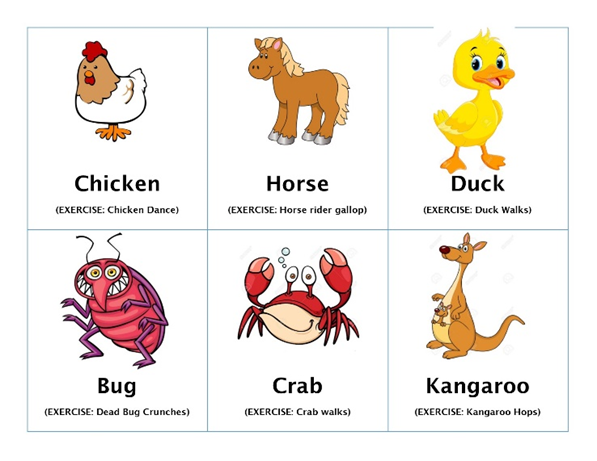 Chicken
(EXERCISE: Chicken Dance)
Horse
(EXERCISE: Horse rider gallop)
Duck
(EXERCISE: Duck Walks)
Bug
(EXERCISE: Dead Bug Crunches)
Crab
(EXERCISE: Crab walks)
Kangaroo
(EXERCISE: Kangaroo Hops)